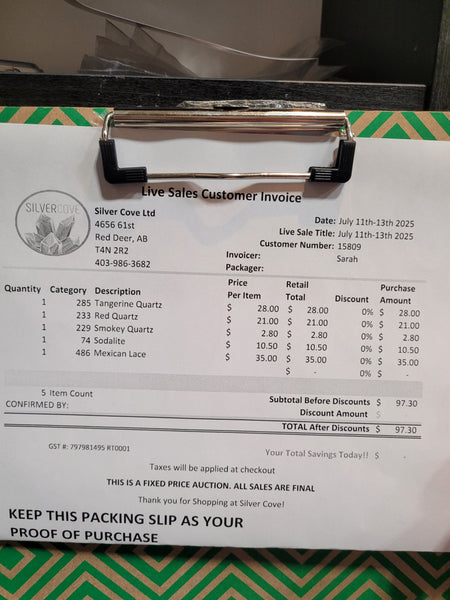 Live Sales Customer Invoice
SILVERCOVE
Silver Cove Ltd
4656 61st
Red Deer, AB
T4N 2R2
403-986-3682
Date: July 11th-13th 2025
Live Sale Title: July 11th-13th 2025
Customer Number: 15809
Invoicer: Sarah
Packager:
Quantity Category Description Price Per Item Retail Total Discount Purchase Amount
1 285 Tangerine Quartz $ 28.00 $ 28.00 0% $ 28.00
1 233 Red Quartz $ 21.00 $ 21.00 0% $ 21.00
1 229 Smokey Quartz $ 2.80 $ 2.80 0% $ 2.80
1 74 Sodalite $ 10.50 $ 10.50 0% $ 10.50
1 486 Mexican Lace $ 35.00 $ 35.00 0% $ 35.00
$ - 0% $ -
5 Item Count
Subtotal Before Discounts $ 97.30
CONFIRMED BY:
Discount Amount $
TOTAL After Discounts $ 97.30
GST #: 797981495 RT0001
Your Total Savings Today!! $ -
Taxes will be applied at checkout
THIS IS A FIXED PRICE AUCTION. ALL SALES ARE FINAL
Thank you for Shopping at Silver Cove!
KEEP THIS PACKING SLIP AS YOUR
PROOF OF PURCHASE